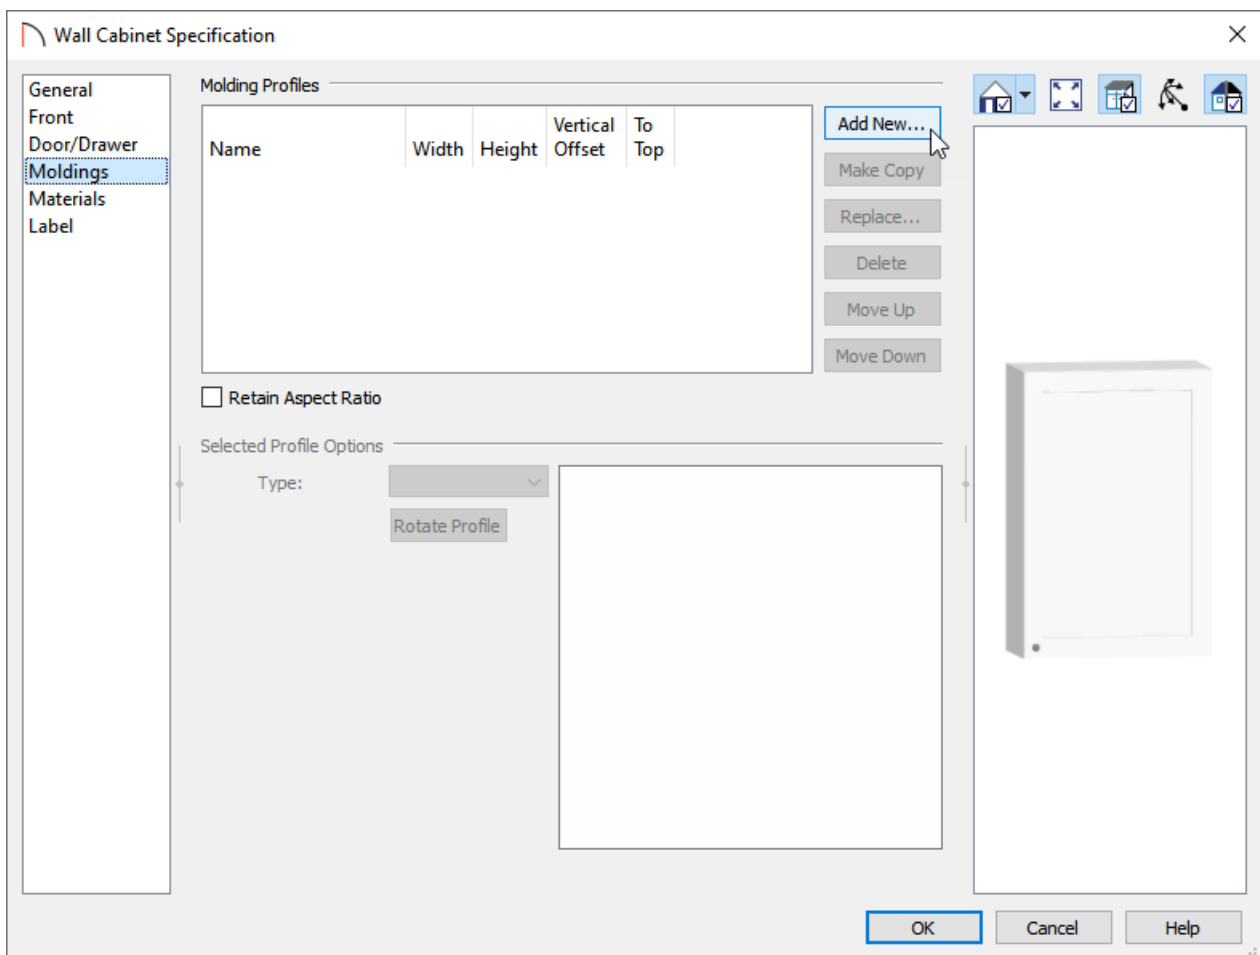 Wall Cabinet Specification
General
Front
Door/Drawer
Moldings
Materials
Label
Molding Profiles
Name Width Height Vertical Offset To Top
Add New...
Make Copy
Replace...
Delete
Move Up
Move Down
Retain Aspect Ratio
Selected Profile Options
Type:
Rotate Profile
OK Cancel Help